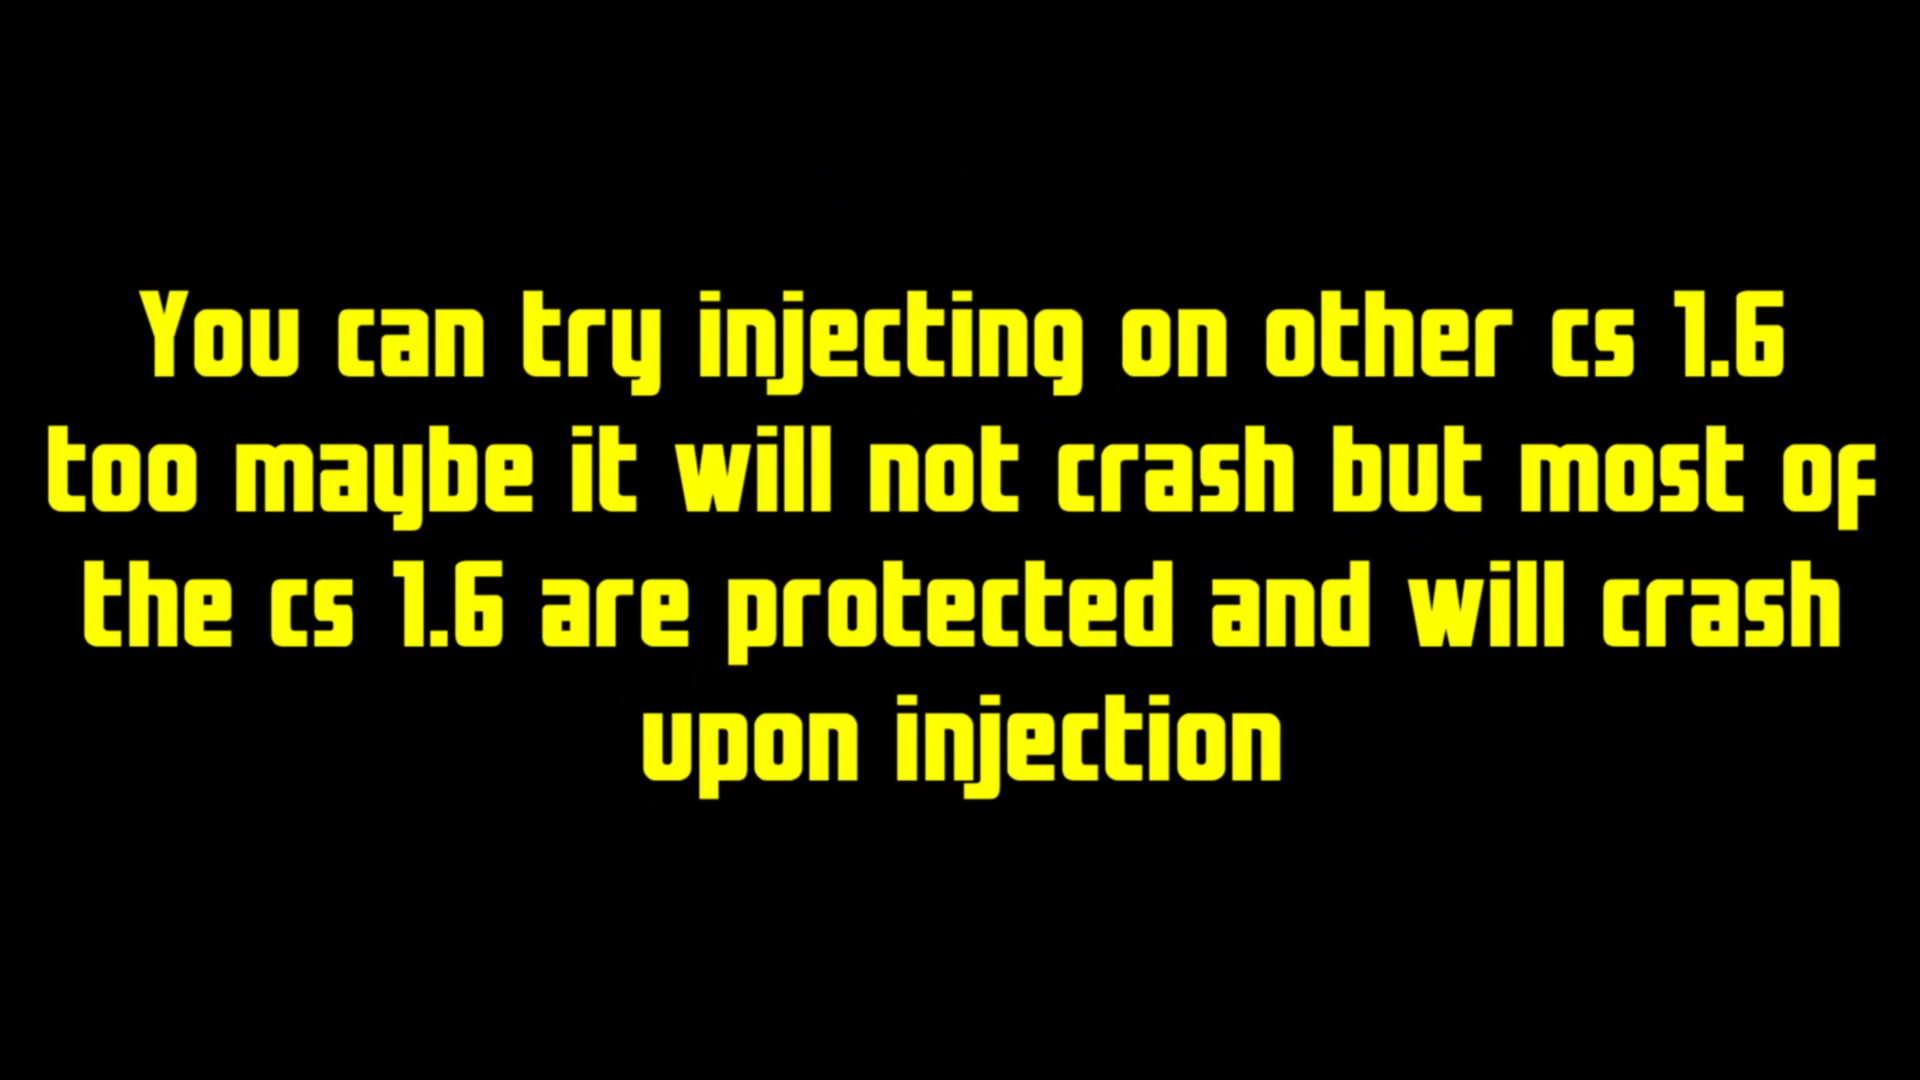 You can try injecting on other cs 1.6
too maybe it will not crash but most of
the cs 1.6 are protected and will crash
upon injection